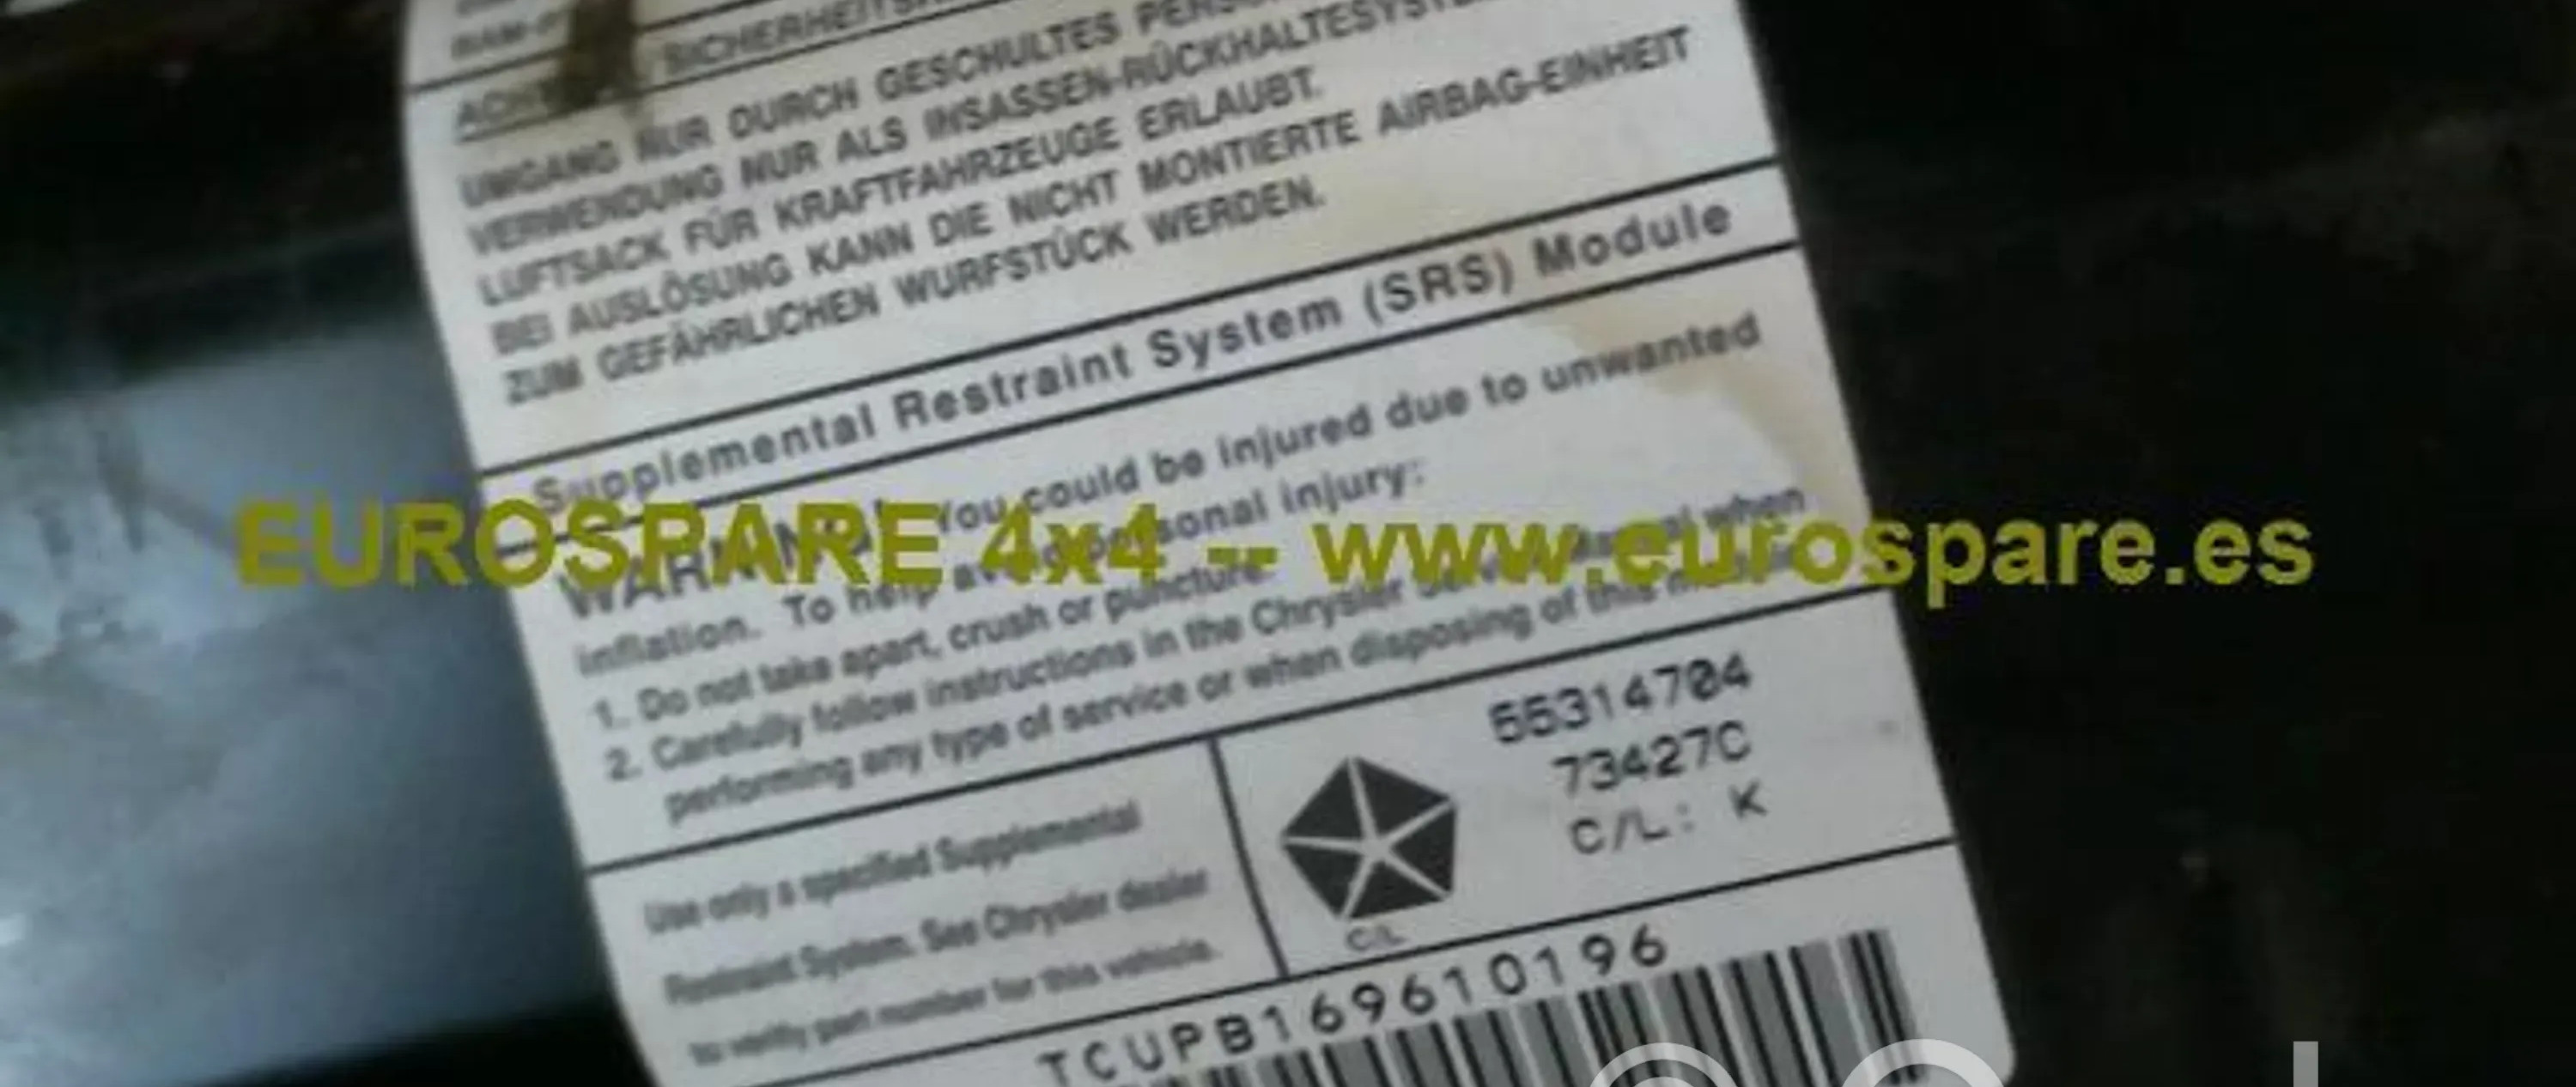 SICHERHEITS
UMGANG NUR DURCH GESCHULTES
VERWENDUNG NUR ALS INSASSEN-RÜCKHALTESYSTE
LUFTSACK FÜR KRAFTFAHRZEUGE ERLAUBT.
BEI AUSLÖSUNG KANN DIE NICHT MONTIERTE AIRBAG-EINHEIT
ZUM GEFÄHRLICHEN WURFSTÜCK WERDEN.
Supplemental Restraint System (SRS) Module
WARNING: You could be injured due to unwanted
inflation. To help avoid personal injury:
1. Do not take apart, crush or puncture.
2. Carefully follow instructions in the Chrysler when
performing any type of service or when disposing of this
EUROSPARE 4x4 -- www.eurospare.es
Use only a specified Supplemental
Restraint System. See Chrysler dealer
to verify part number for this vehicle.
C/L
55314704
73427C
C/L: K
TCUPB169610196